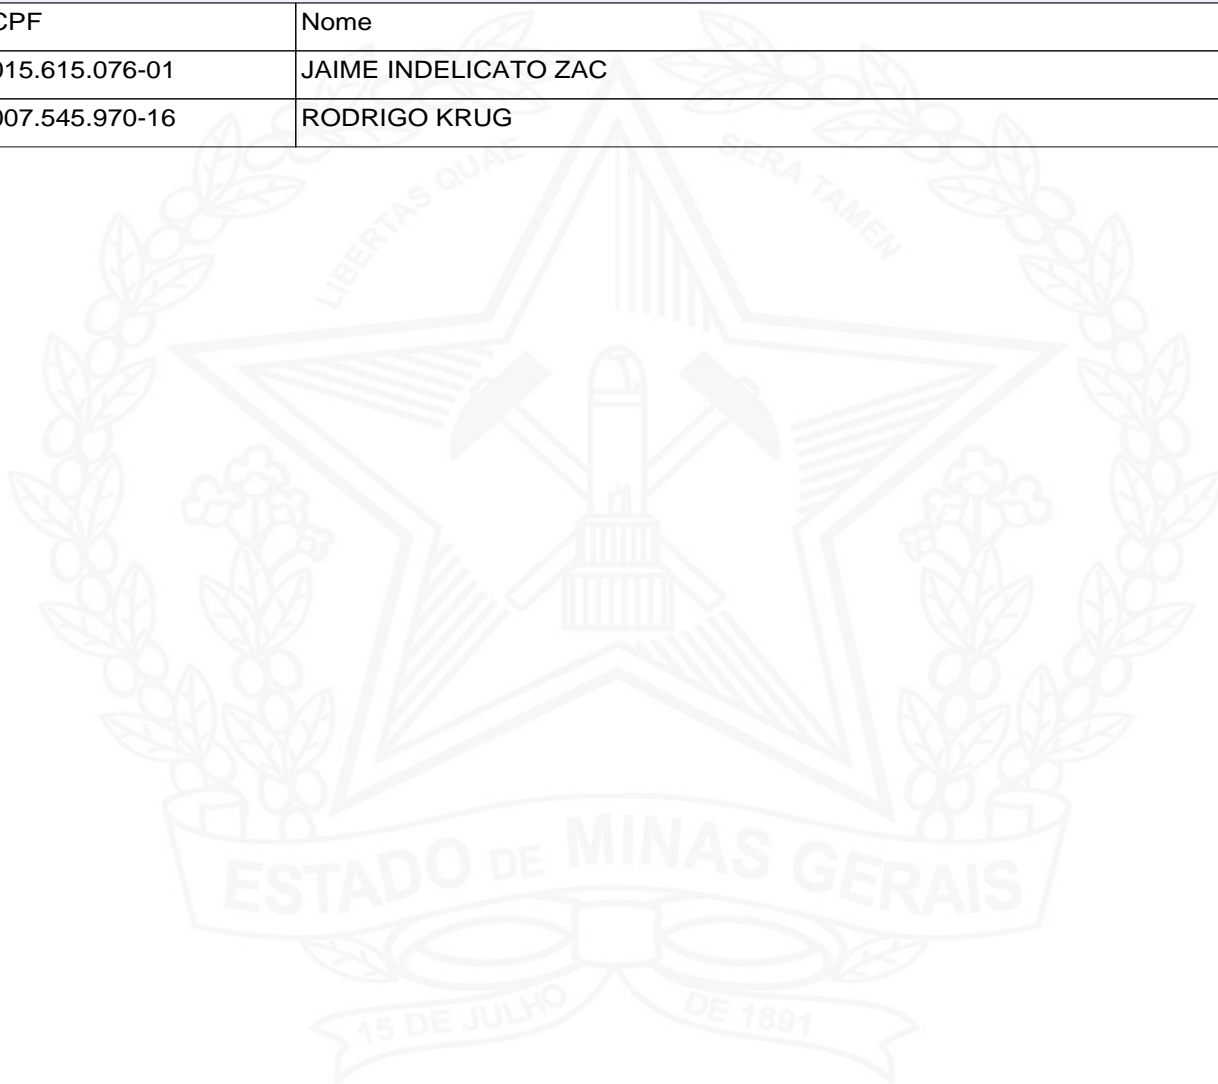 CPF Nome
015.615.076-01 JAIME INDELICATO ZAC
007.545.970-16 RODRIGO KRUG
LIBERTAS QUAE SERA TAMEN
ESTADO DE MINAS GERAIS
15 DE JULHO DE 1891